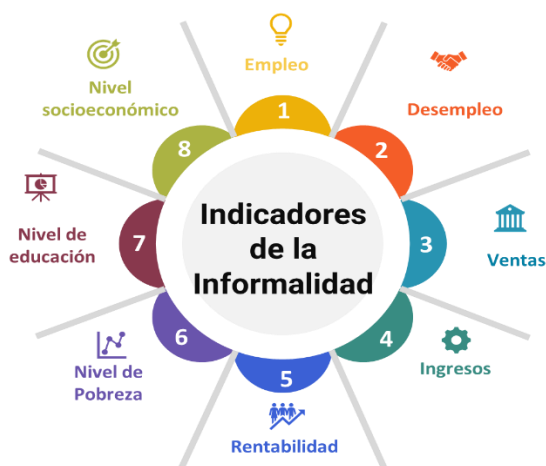 Indicadores
de la
Informalidad
1
Empleo
2
Desempleo
3
Ventas
4
Ingresos
5
Rentabilidad
6
Nivel de
Pobreza
7
Nivel de
educación
8
Nivel
socioeconómico